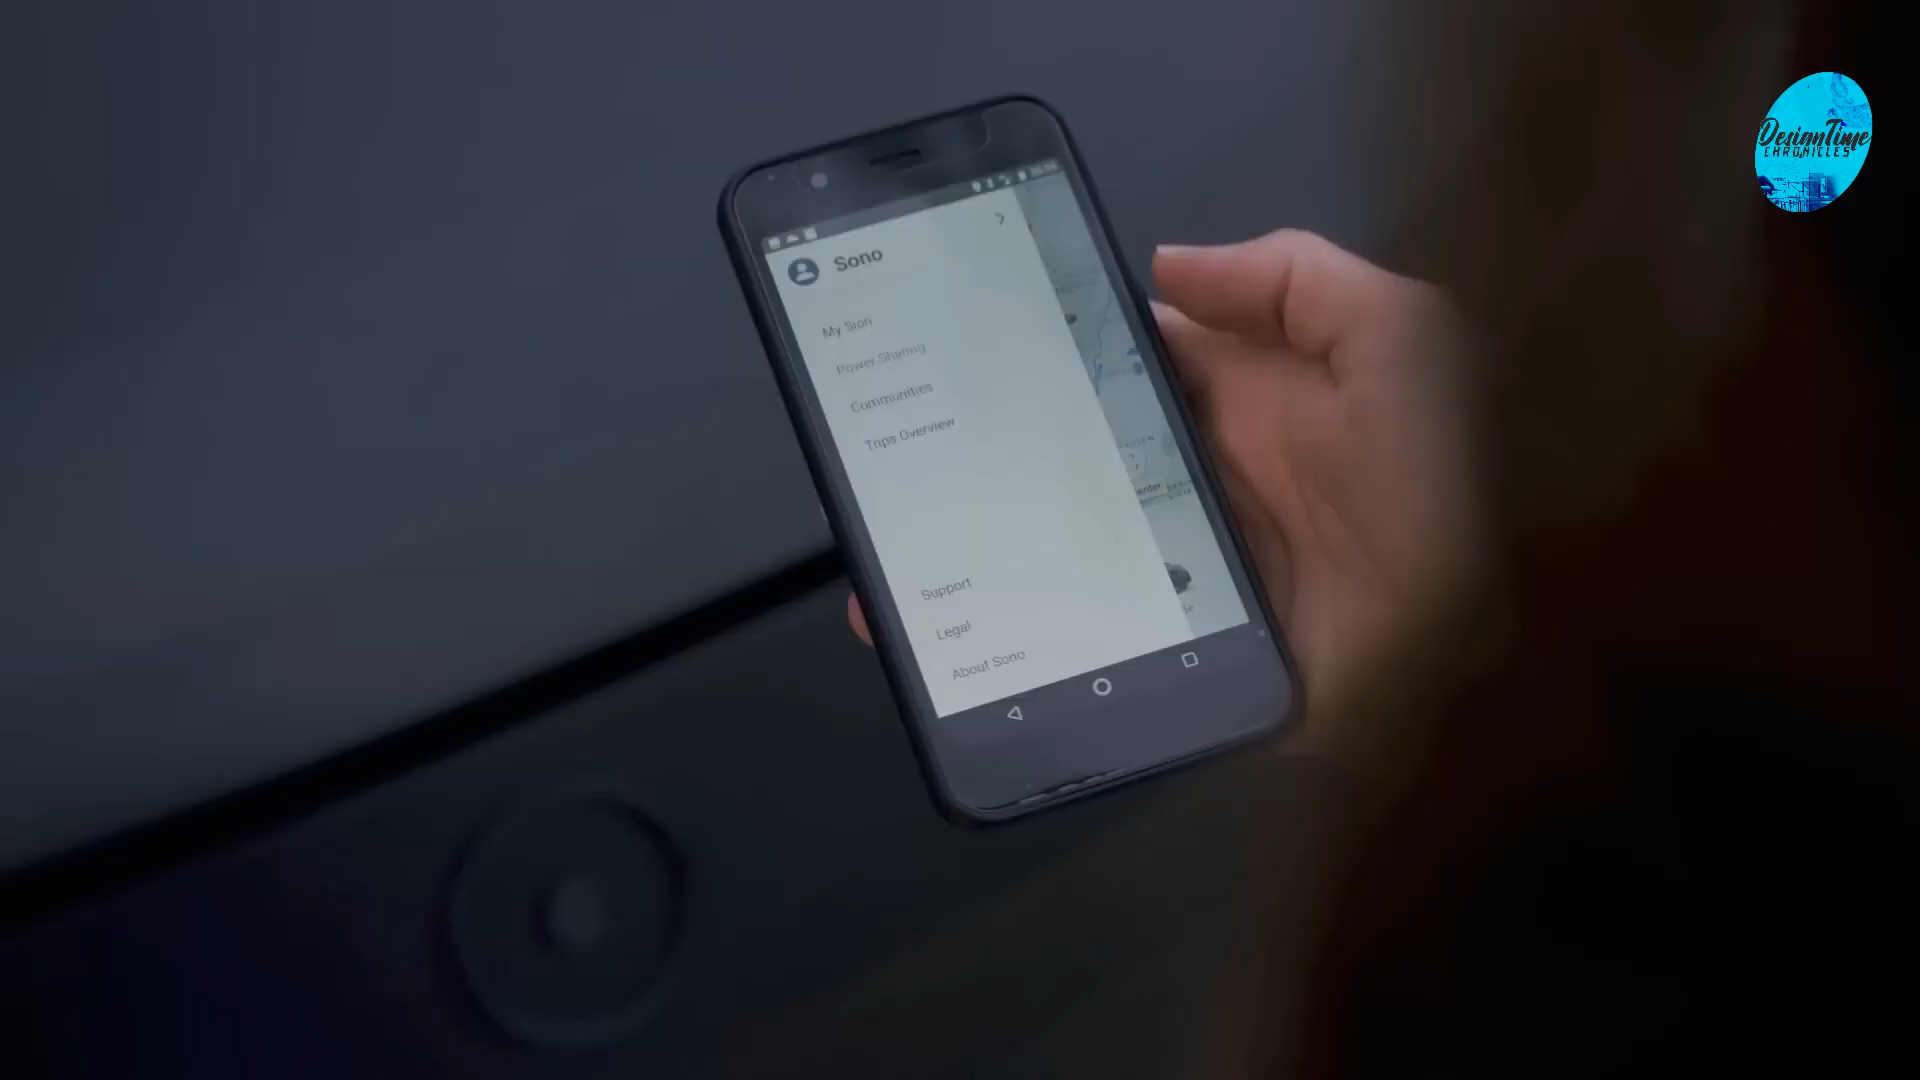 DesignTime
CHRONICLES
Sono
My Sion
Power Sharing
Communities
Trips Overview
Support
Legal
About Sono